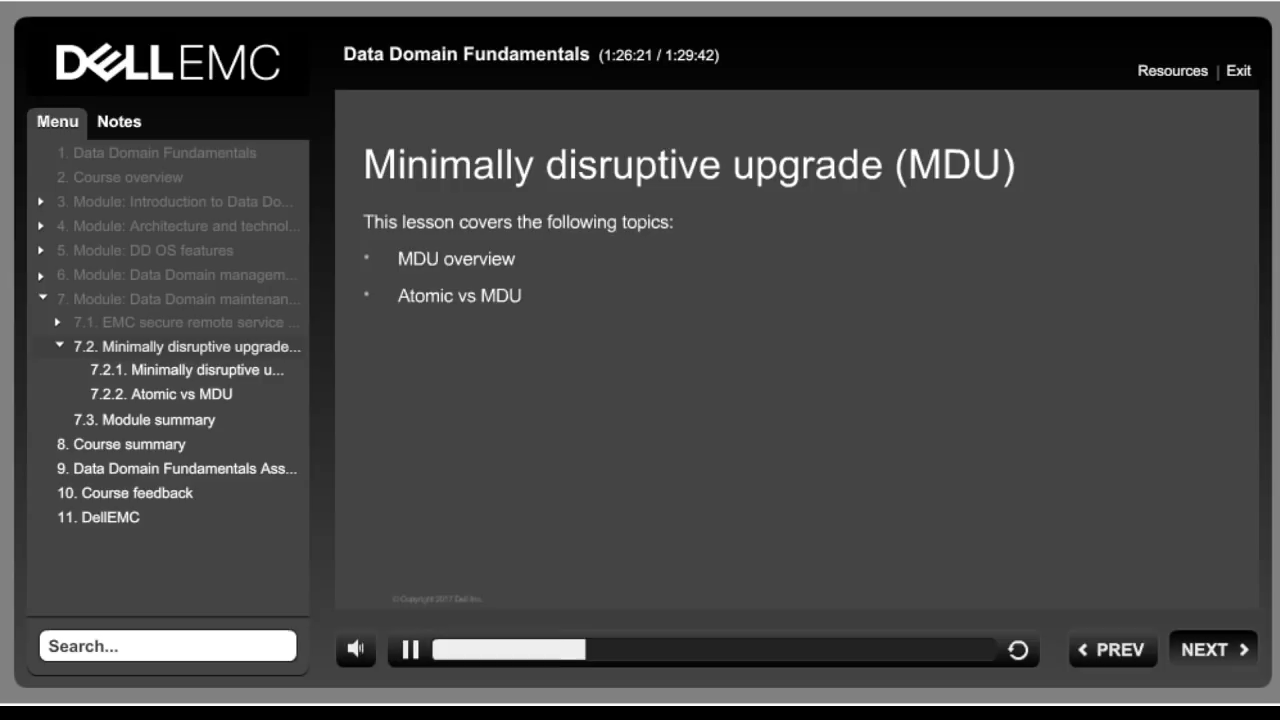 DELLEMC
Data Domain Fundamentals (1:26:21 / 1:29:42)
Resources | Exit
Menu Notes
1. Data Domain Fundamentals
2. Course overview
3. Module: Introduction to Data Do...
4. Module: Architecture and technol...
5. Module: DD OS features
6. Module: Data Domain managem...
7. Module: Data Domain maintenan...
7.1. EMC secure remote service ...
7.2. Minimally disruptive upgrade...
7.2.1. Minimally disruptive u...
7.2.2. Atomic vs MDU
7.3. Module summary
8. Course summary
9. Data Domain Fundamentals Ass...
10. Course feedback
11. DellEMC
Search...
Minimally disruptive upgrade (MDU)
This lesson covers the following topics:
• MDU overview
• Atomic vs MDU
© Copyright 2017 Dell Inc.
< PREV
NEXT >